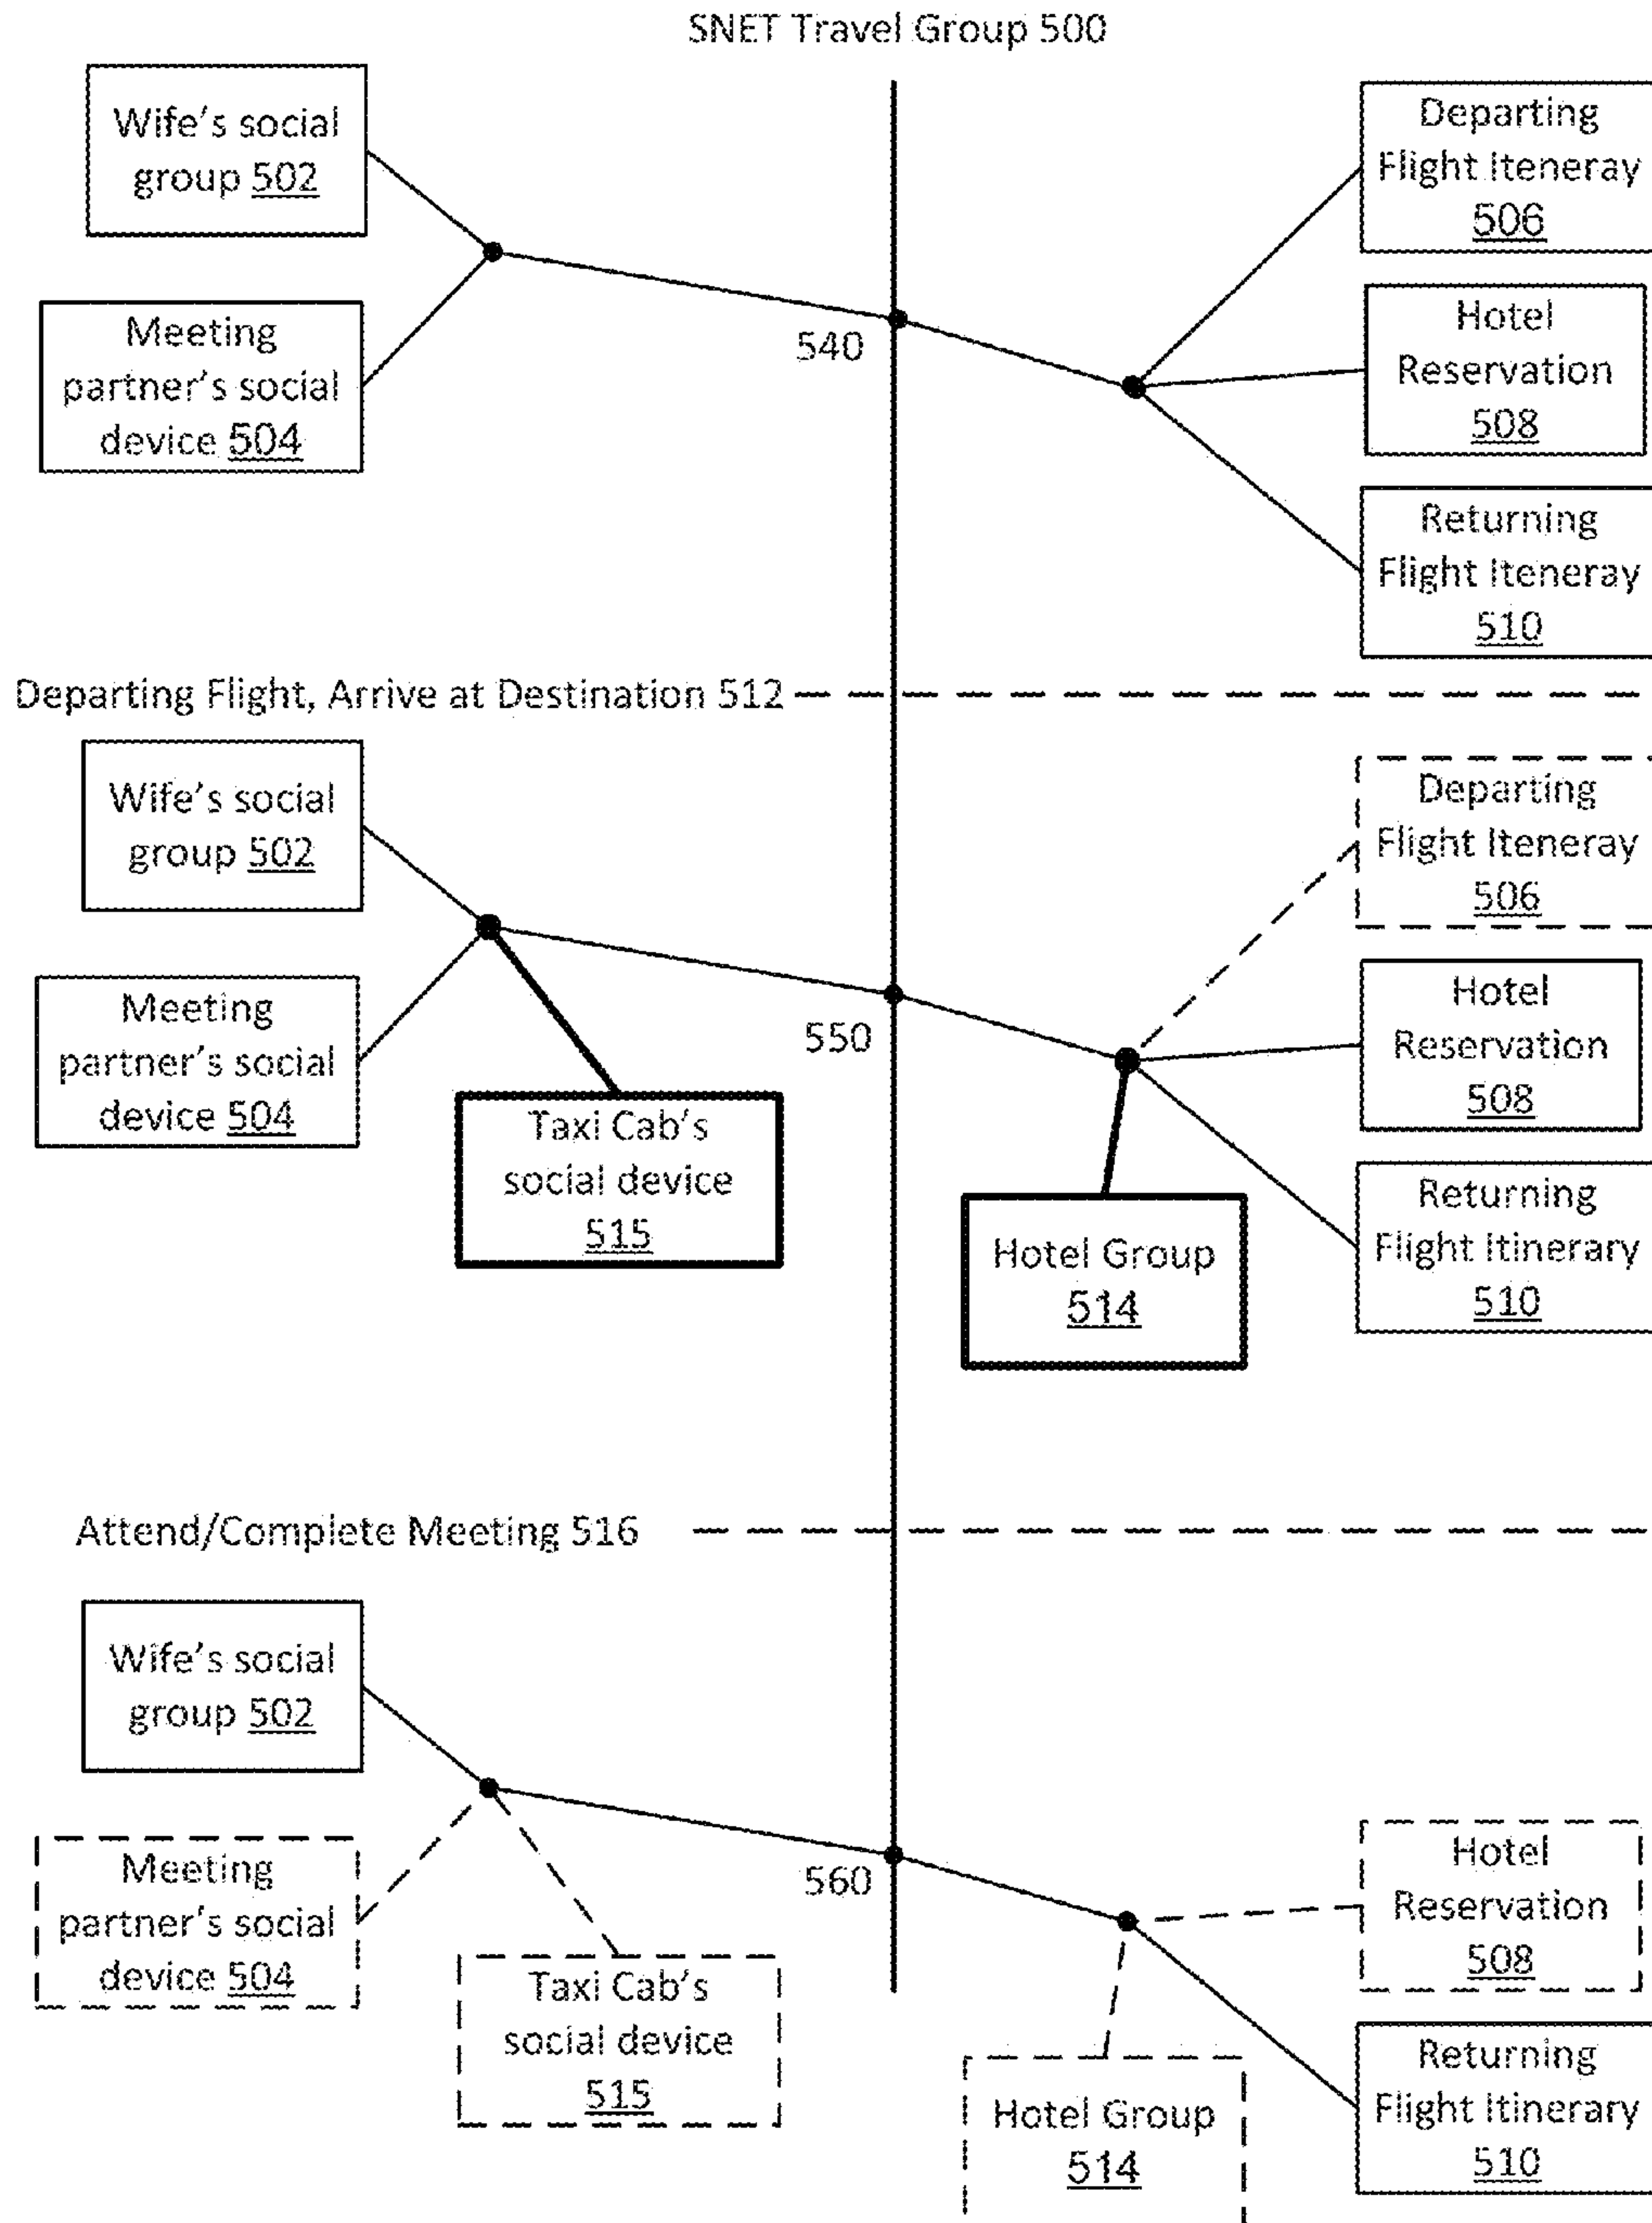 SNET Travel Group 500
Wife's social
group 502
Meeting
partner's social
device 504
540
Departing
Flight Iteneray
506
Hotel
Reservation
508
Returning
Flight Iteneray
510
Departing Flight, Arrive at Destination 512
Wife's social
group 502
Meeting
partner's social
device 504
Taxi Cab's
social device
515
550
Departing
Flight Iteneray
506
Hotel
Reservation
508
Returning
Flight Itinerary
510
Hotel Group
514
Attend/Complete Meeting 516
Wife's social
group 502
Meeting
partner's social
device 504
Taxi Cab's
social device
515
560
Hotel
Reservation
508
Returning
Flight Itinerary
510
Hotel Group
514